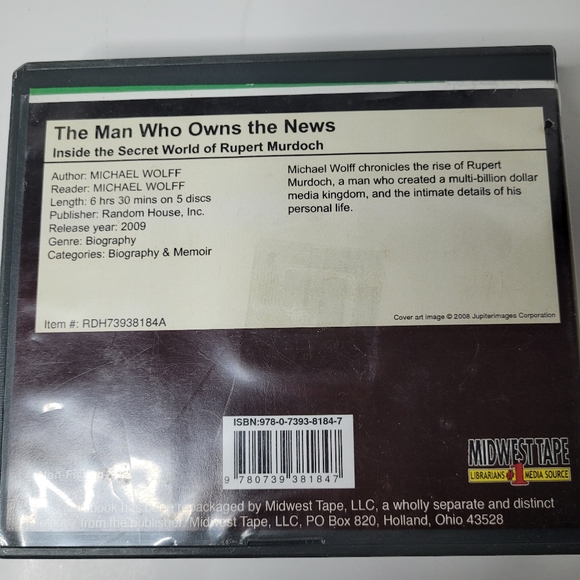 The Man Who Owns the News
Inside the Secret World of Rupert Murdoch
Author: MICHAEL WOLFF
Reader: MICHAEL WOLFF
Length: 6 hrs 30 mins on 5 discs
Publisher: Random House, Inc.
Release year: 2009
Genre: Biography
Categories: Biography & Memoir
Michael Wolff chronicles the rise of Rupert
Murdoch, a man who created a multi-billion dollar
media kingdom, and the intimate details of his
personal life.
Item #: RDH73938184A
Cover art image © 2008 Jupiterimages Corporation
ISBN:978-0-7393-8184-7
9 780739 381847
MIDWEST TAPE
LIBRARIANS #1 MEDIA SOURCE
has been repackaged by Midwest Tape, LLC, a wholly separate and distinct
from the publisher. Midwest Tape, LLC, PO Box 820, Holland, Ohio 43528